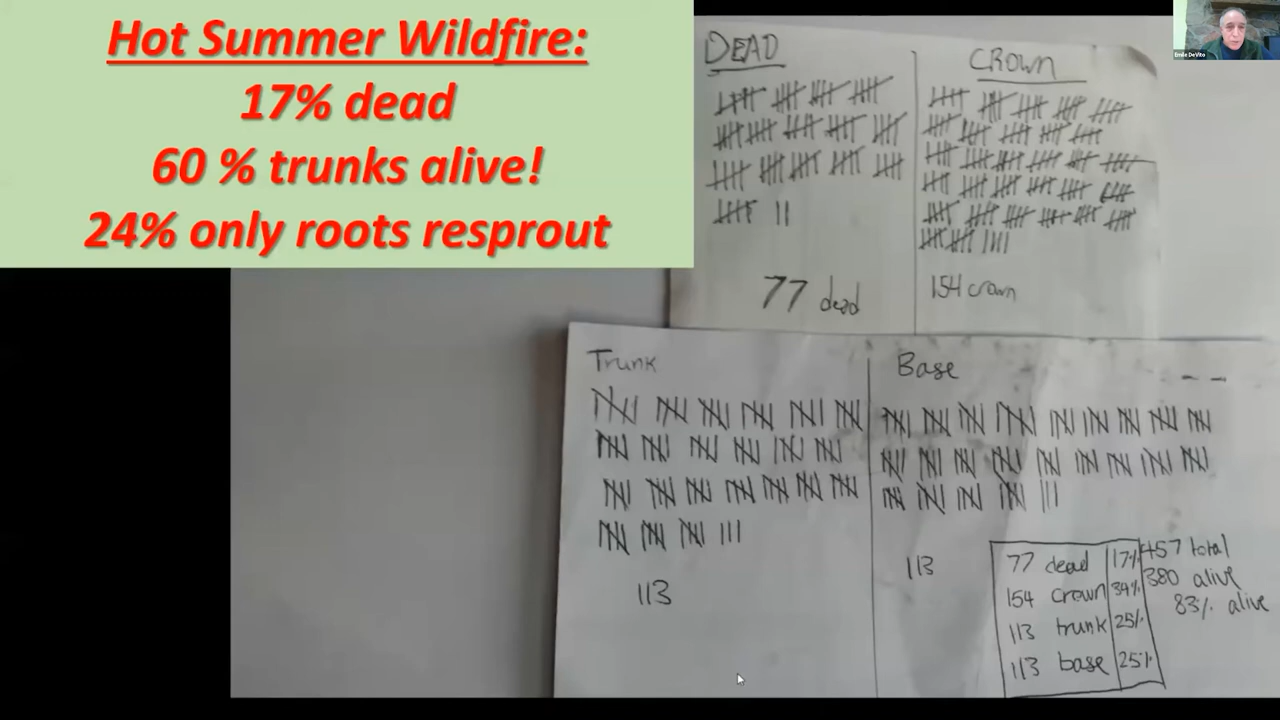 Hot Summer Wildfire:
17% dead
60 % trunks alive!
24% only roots resprout
Emile DeVito
DEAD
CROWN
77 dead
154 crown
Trunk
Base
113
113
77 dead 17%
154 crown 34%
113 trunk 25%
113 base 25%
457 total
380 alive
83% alive